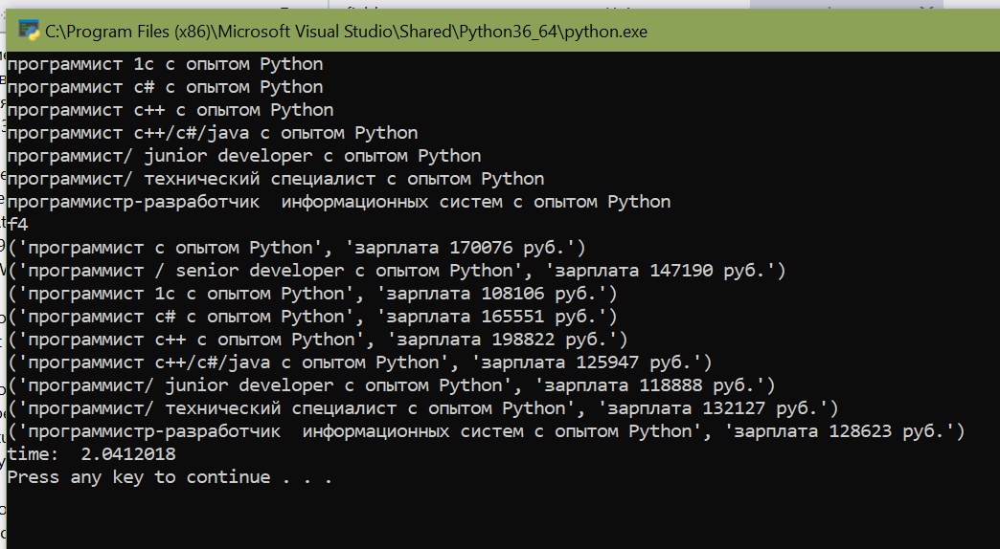 C:\Program Files (x86)\Microsoft Visual Studio\Shared\Python36_64\python.exe
программист 1с с опытом Python
программист c# с опытом Python
программист c++ с опытом Python
программист c++/c#/java с опытом Python
программист/ junior developer с опытом Python
программист/ технический специалист с опытом Python
программистр-разработчик  информационных систем с опытом Python
f4
('программист с опытом Python', 'зарплата 170076 руб.')
('программист / senior developer с опытом Python', 'зарплата 147190 руб.')
('программист 1с с опытом Python', 'зарплата 108106 руб.')
('программист c# с опытом Python', 'зарплата 165551 руб.')
('программист c++ с опытом Python', 'зарплата 198822 руб.')
('программист c++/c#/java с опытом Python', 'зарплата 125947 руб.')
('программист/ junior developer с опытом Python', 'зарплата 118888 руб.')
('программист/ технический специалист с опытом Python', 'зарплата 132127 руб.')
('программистр-разработчик  информационных систем с опытом Python', 'зарплата 128623 руб.')
time:  2.0412018
Press any key to continue . . .